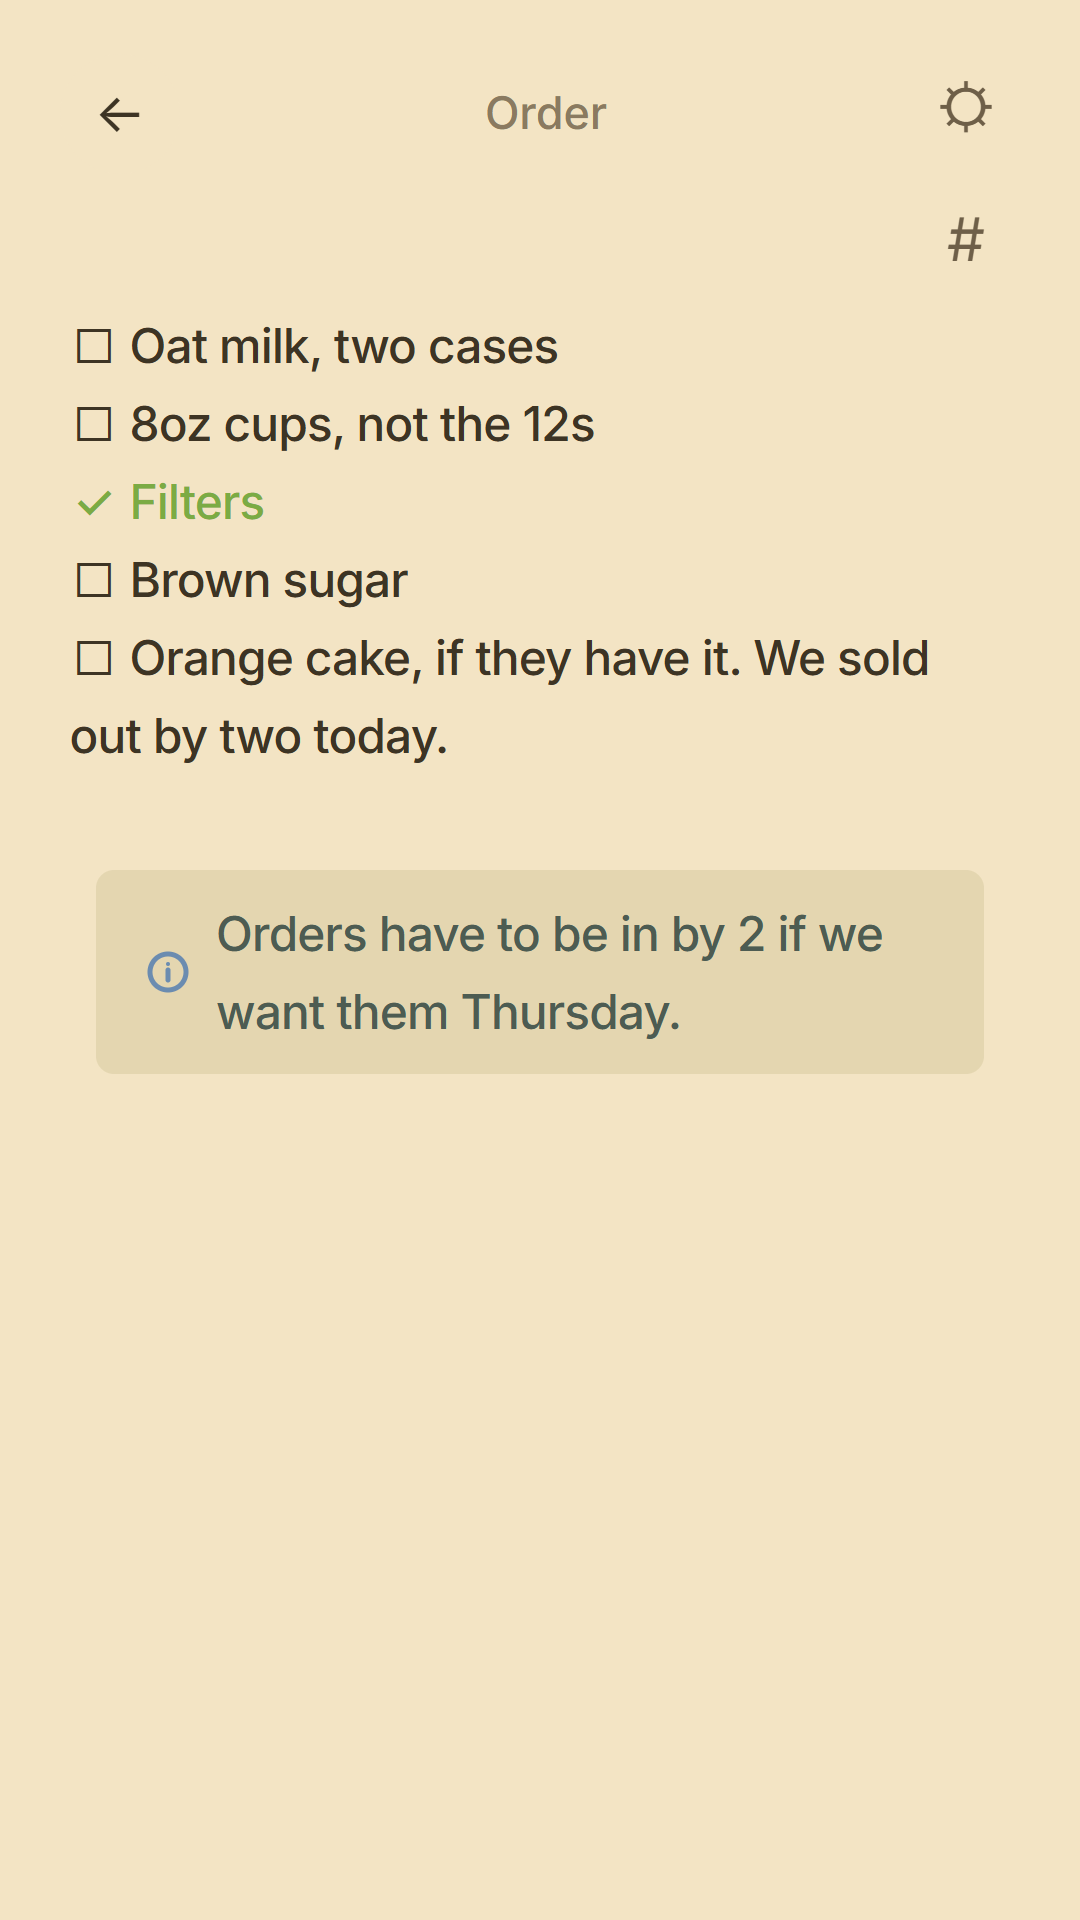 Order
#
☐ Oat milk, two cases
☐ 8oz cups, not the 12s
✓ Filters
☐ Brown sugar
☐ Orange cake, if they have it. We sold
out by two today.
Orders have to be in by 2 if we
want them Thursday.